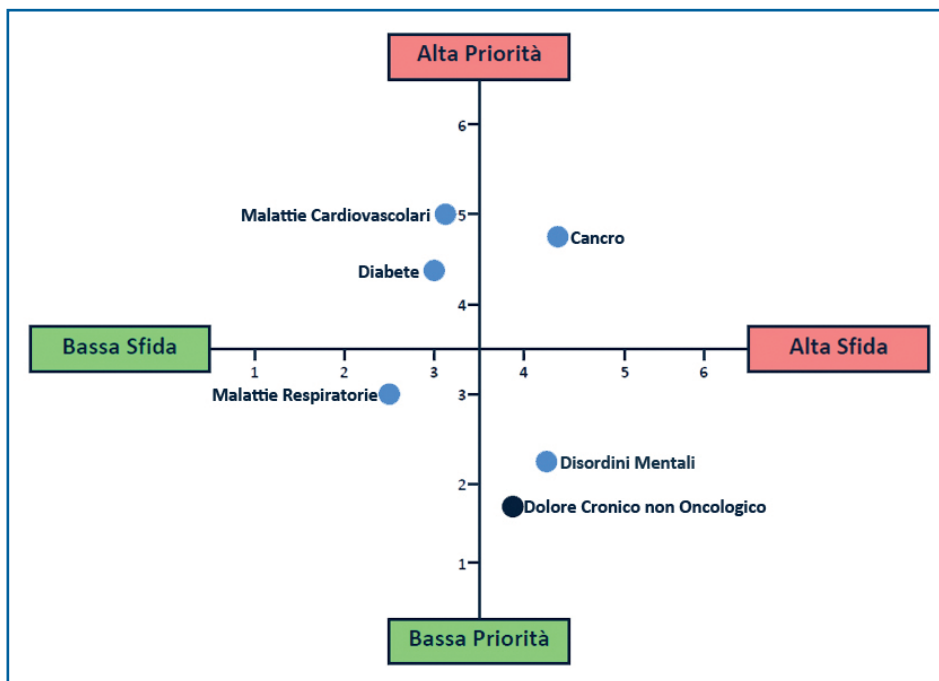 Alta Priorità
6
Malattie Cardiovascolari
5
Cancro
Diabete
4
Bassa Sfida
Alta Sfida
1 2 3 4 5 6
Malattie Respiratorie
3
Disordini Mentali
2
Dolore Cronico non Oncologico
1
Bassa Priorità